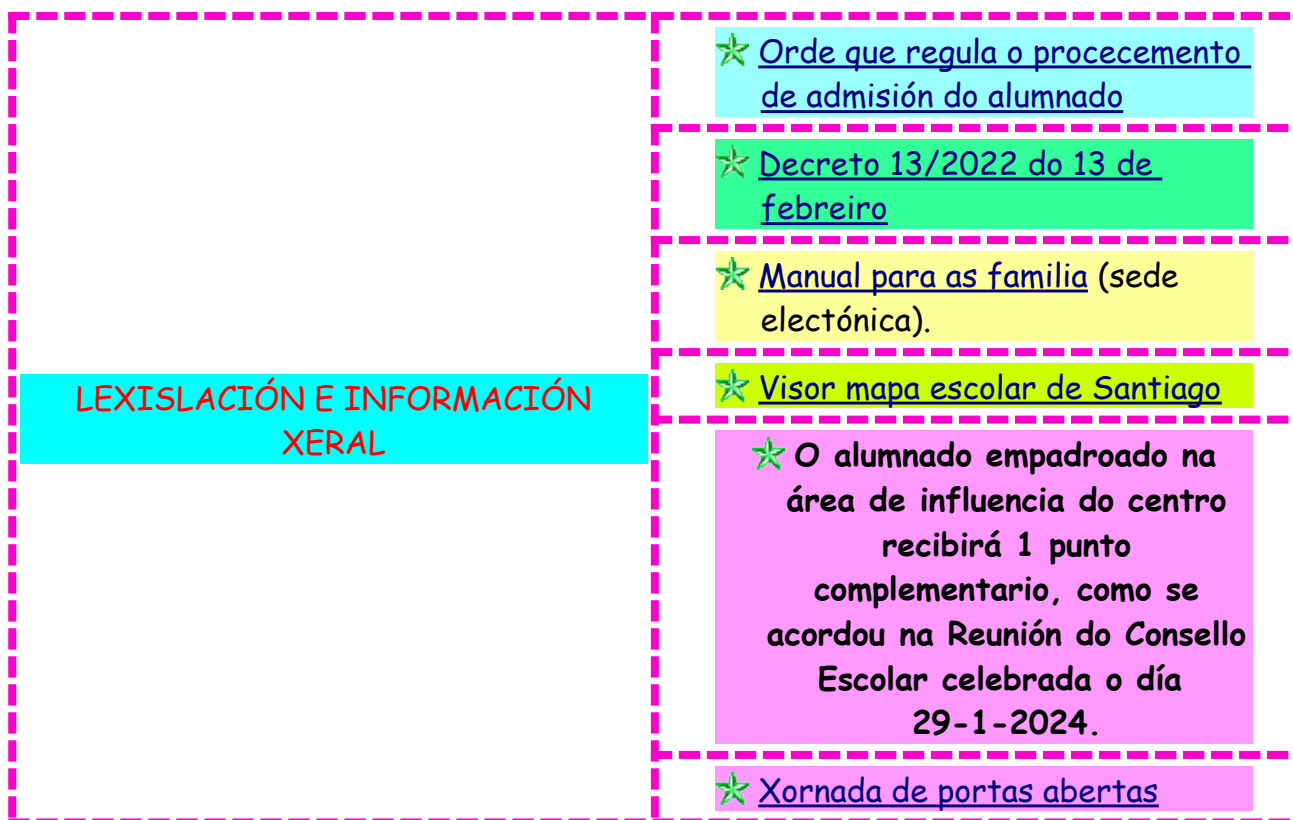 LEXISLACIÓN E INFORMACIÓN
XERAL
Orde que regula o procecemento
de admisión do alumnado
Decreto 13/2022 do 13 de
febreiro
Manual para as familia (sede
electónica).
Visor mapa escolar de Santiago
O alumnado empadroado na
área de influencia do centro
recibirá 1 punto
complementario, como se
acordou na Reunión do Consello
Escolar celebrada o día
29-1-2024.
Xornada de portas abertas